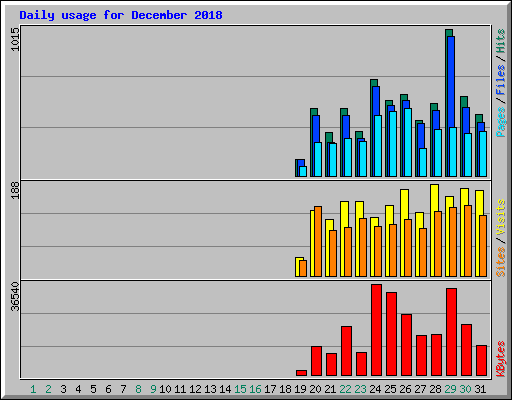 Daily usage for December 2018
1015
Pages / Files / Hits
188
Sites / Visits
36540
KBytes
1 2 3 4 5 6 7 8 9 10 11 12 13 14 15 16 17 18 19 20 21 22 23 24 25 26 27 28 29 30 31